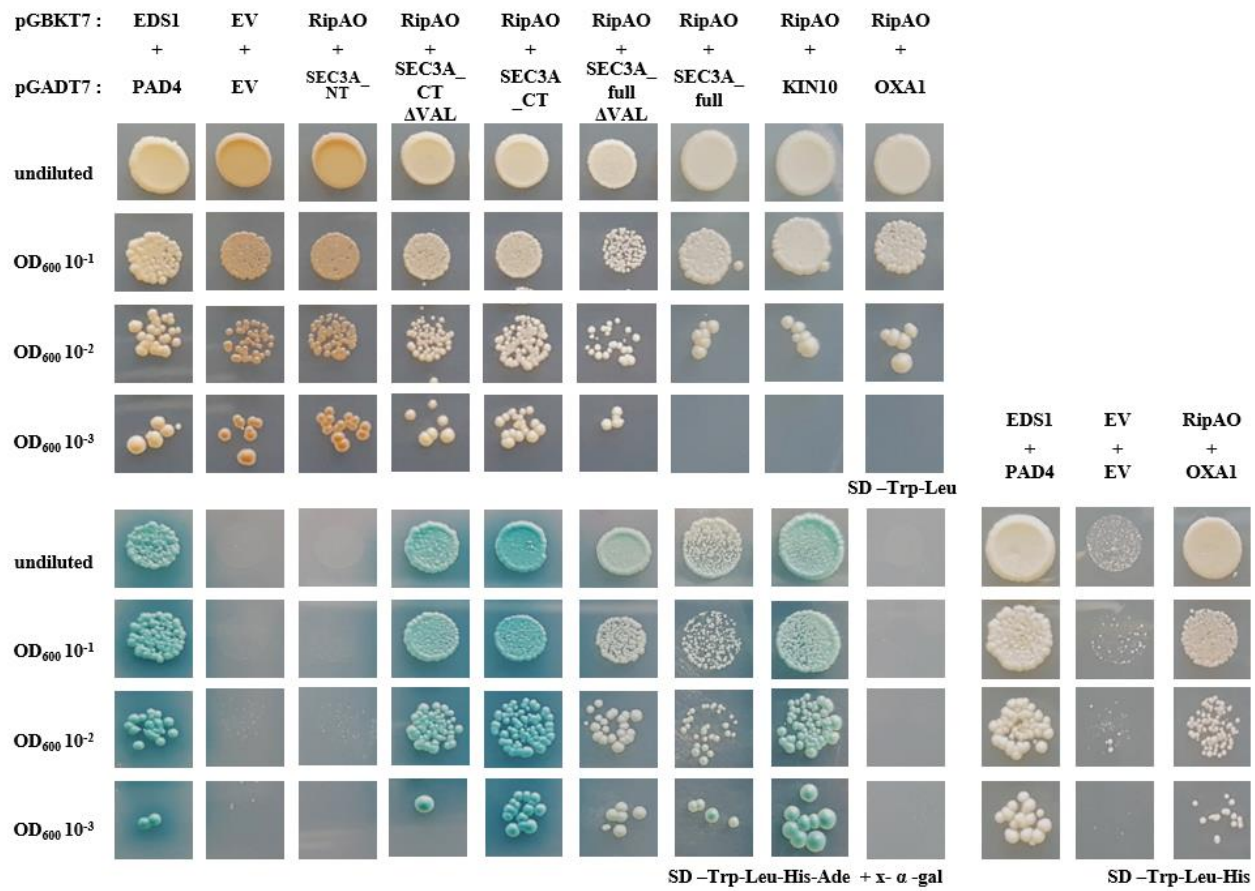 pGBKT7 : EDS1 EV RipAO RipAO RipAO RipAO RipAO RipAO RipAO
+ + + + + + + + +
pGADT7 : PAD4 EV SEC3A_NT SEC3A_CT ΔVAL SEC3A_CT SEC3A_full ΔVAL SEC3A_full KIN10 OXA1
undiluted
OD600 10-1
OD600 10-2
OD600 10-3
SD –Trp-Leu
EDS1 EV RipAO
+ + +
PAD4 EV OXA1
undiluted
OD600 10-1
OD600 10-2
OD600 10-3
SD –Trp-Leu-His-Ade + x- α -gal
SD –Trp-Leu-His